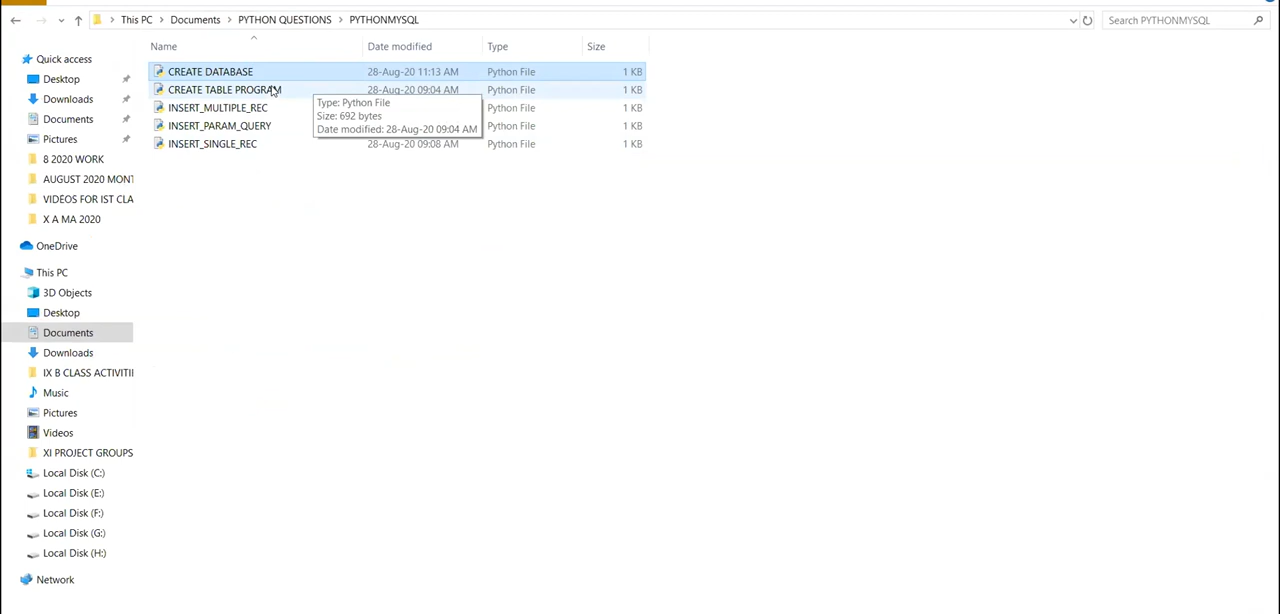 This PC > Documents > PYTHON QUESTIONS > PYTHONMYSQL
Search PYTHONMYSQL
Name Date modified Type Size
Quick access
Desktop
Downloads
Documents
Pictures
8 2020 WORK
AUGUST 2020 MONT
VIDEOS FOR IST CLA
X A MA 2020
OneDrive
This PC
3D Objects
Desktop
Documents
Downloads
IX B CLASS ACTIVITII
Music
Pictures
Videos
XI PROJECT GROUPS
Local Disk (C:)
Local Disk (E:)
Local Disk (F:)
Local Disk (G:)
Local Disk (H:)
Network
CREATE DATABASE 28-Aug-20 11:13 AM Python File 1 KB
CREATE TABLE PROGRAM 28-Aug-20 09:04 AM Python File 1 KB
INSERT_MULTIPLE_REC Python File 1 KB
INSERT_PARAM_QUERY Python File 1 KB
INSERT_SINGLE_REC 28-Aug-20 09:08 AM Python File 1 KB
Type: Python File
Size: 692 bytes
Date modified: 28-Aug-20 09:04 AM